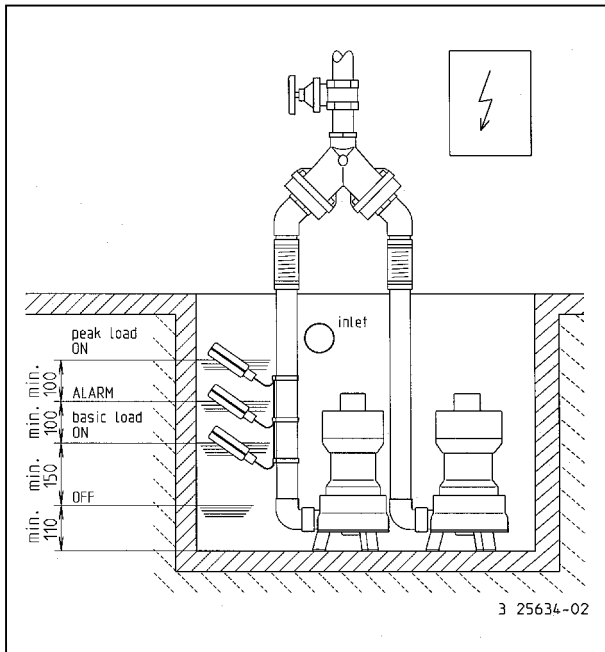 inlet
peak load
ON
min.
100
ALARM
min.
100
basic load
ON
min.
150
OFF
min.
110
3 25634-02